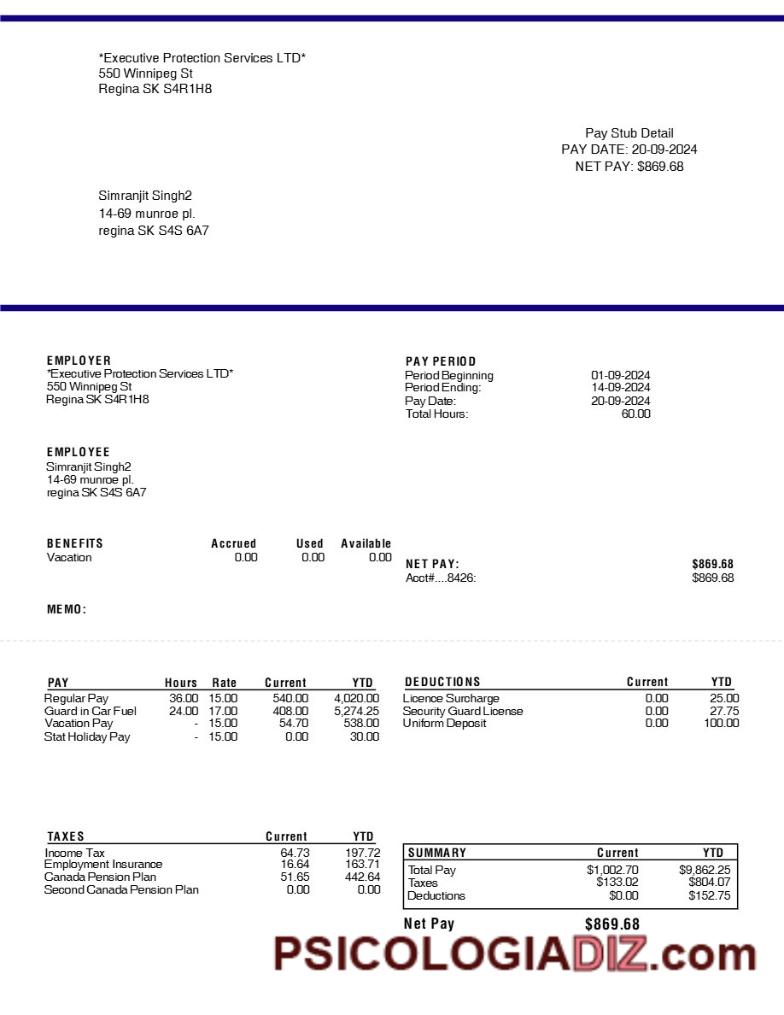 *Executive Protection Services LTD*
550 Winnipeg St
Regina SK S4R1H8
Pay Stub Detail
PAY DATE: 20-09-2024
NET PAY: $869.68
Simranjit Singh2
14-69 munroe pl.
regina SK S4S 6A7
EMPLOYER
*Executive Protection Services LTD*
550 Winnipeg St
Regina SK S4R1H8
PAY PERIOD
Period Beginning 01-09-2024
Period Ending: 14-09-2024
Pay Date: 20-09-2024
Total Hours: 60.00
EMPLOYEE
Simranjit Singh2
14-69 munroe pl.
regina SK S4S 6A7
BENEFITS Accrued Used Available
Vacation 0.00 0.00 0.00
NET PAY: $869.68
Acct#....8426: $869.68
MEMO:
PAY Hours Rate Current YTD
Regular Pay 36.00 15.00 540.00 4,020.00
Guard in Car Fuel 24.00 17.00 408.00 5,274.25
Vacation Pay - 15.00 54.70 538.00
Stat Holiday Pay - 15.00 0.00 30.00
DEDUCTIONS Current YTD
Licence Surcharge 0.00 25.00
Security Guard License 0.00 27.75
Uniform Deposit 0.00 100.00
TAXES Current YTD
Income Tax 64.73 197.72
Employment Insurance 16.64 163.71
Canada Pension Plan 51.65 442.64
Second Canada Pension Plan 0.00 0.00
SUMMARY Current YTD
Total Pay $1,002.70 $9,862.25
Taxes $133.02 $804.07
Deductions $0.00 $152.75
Net Pay $869.68
PSICOLOGIADIZ.com